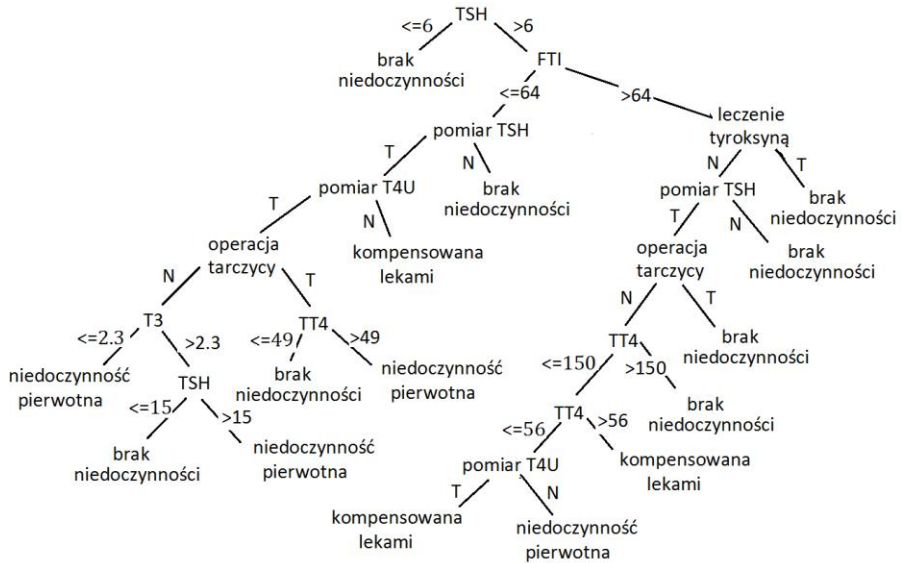 TSH
<=6 >6
brak
niedoczynności
FTI
<=64 >64
pomiar TSH
leczenie
tyroksyną
T N N T
pomiar T4U
brak
niedoczynności
pomiar TSH
brak
niedoczynności
T N T N
operacja
tarczycy
kompensowana
lekami
operacja
tarczycy
brak
niedoczynności
N T N T
T3
TT4
TT4
brak
niedoczynności
<=2.3 >2.3 <=49 >49 <=150 >150
niedoczynność
pierwotna
TSH
brak
niedoczynności
niedoczynność
pierwotna
TT4
brak
niedoczynności
<=15 >15 <=56 >56
brak
niedoczynności
niedoczynność
pierwotna
pomiar T4U
kompensowana
lekami
T N
kompensowana
lekami
niedoczynność
pierwotna